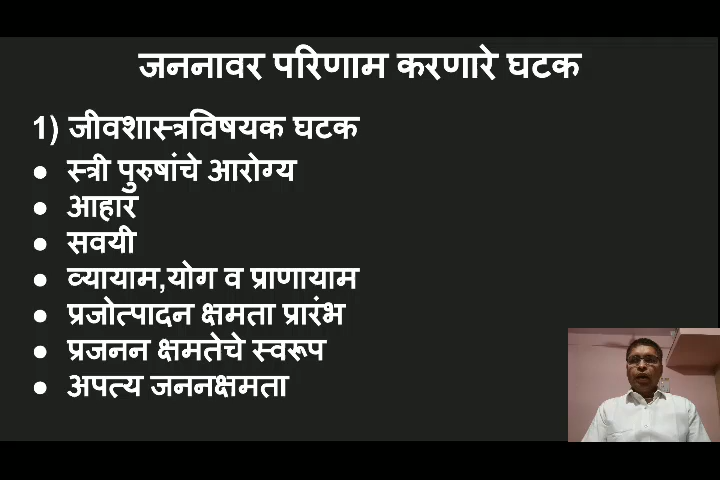 जननावर परिणाम करणारे घटक
1) जीवशास्त्रविषयक घटक
● स्त्री पुरुषांचे आरोग्य
● आहार
● सवयी
● व्यायाम,योग व प्राणायाम
● प्रजोत्पादन क्षमता प्रारंभ
● प्रजनन क्षमतेचे स्वरूप
● अपत्य जननक्षमता